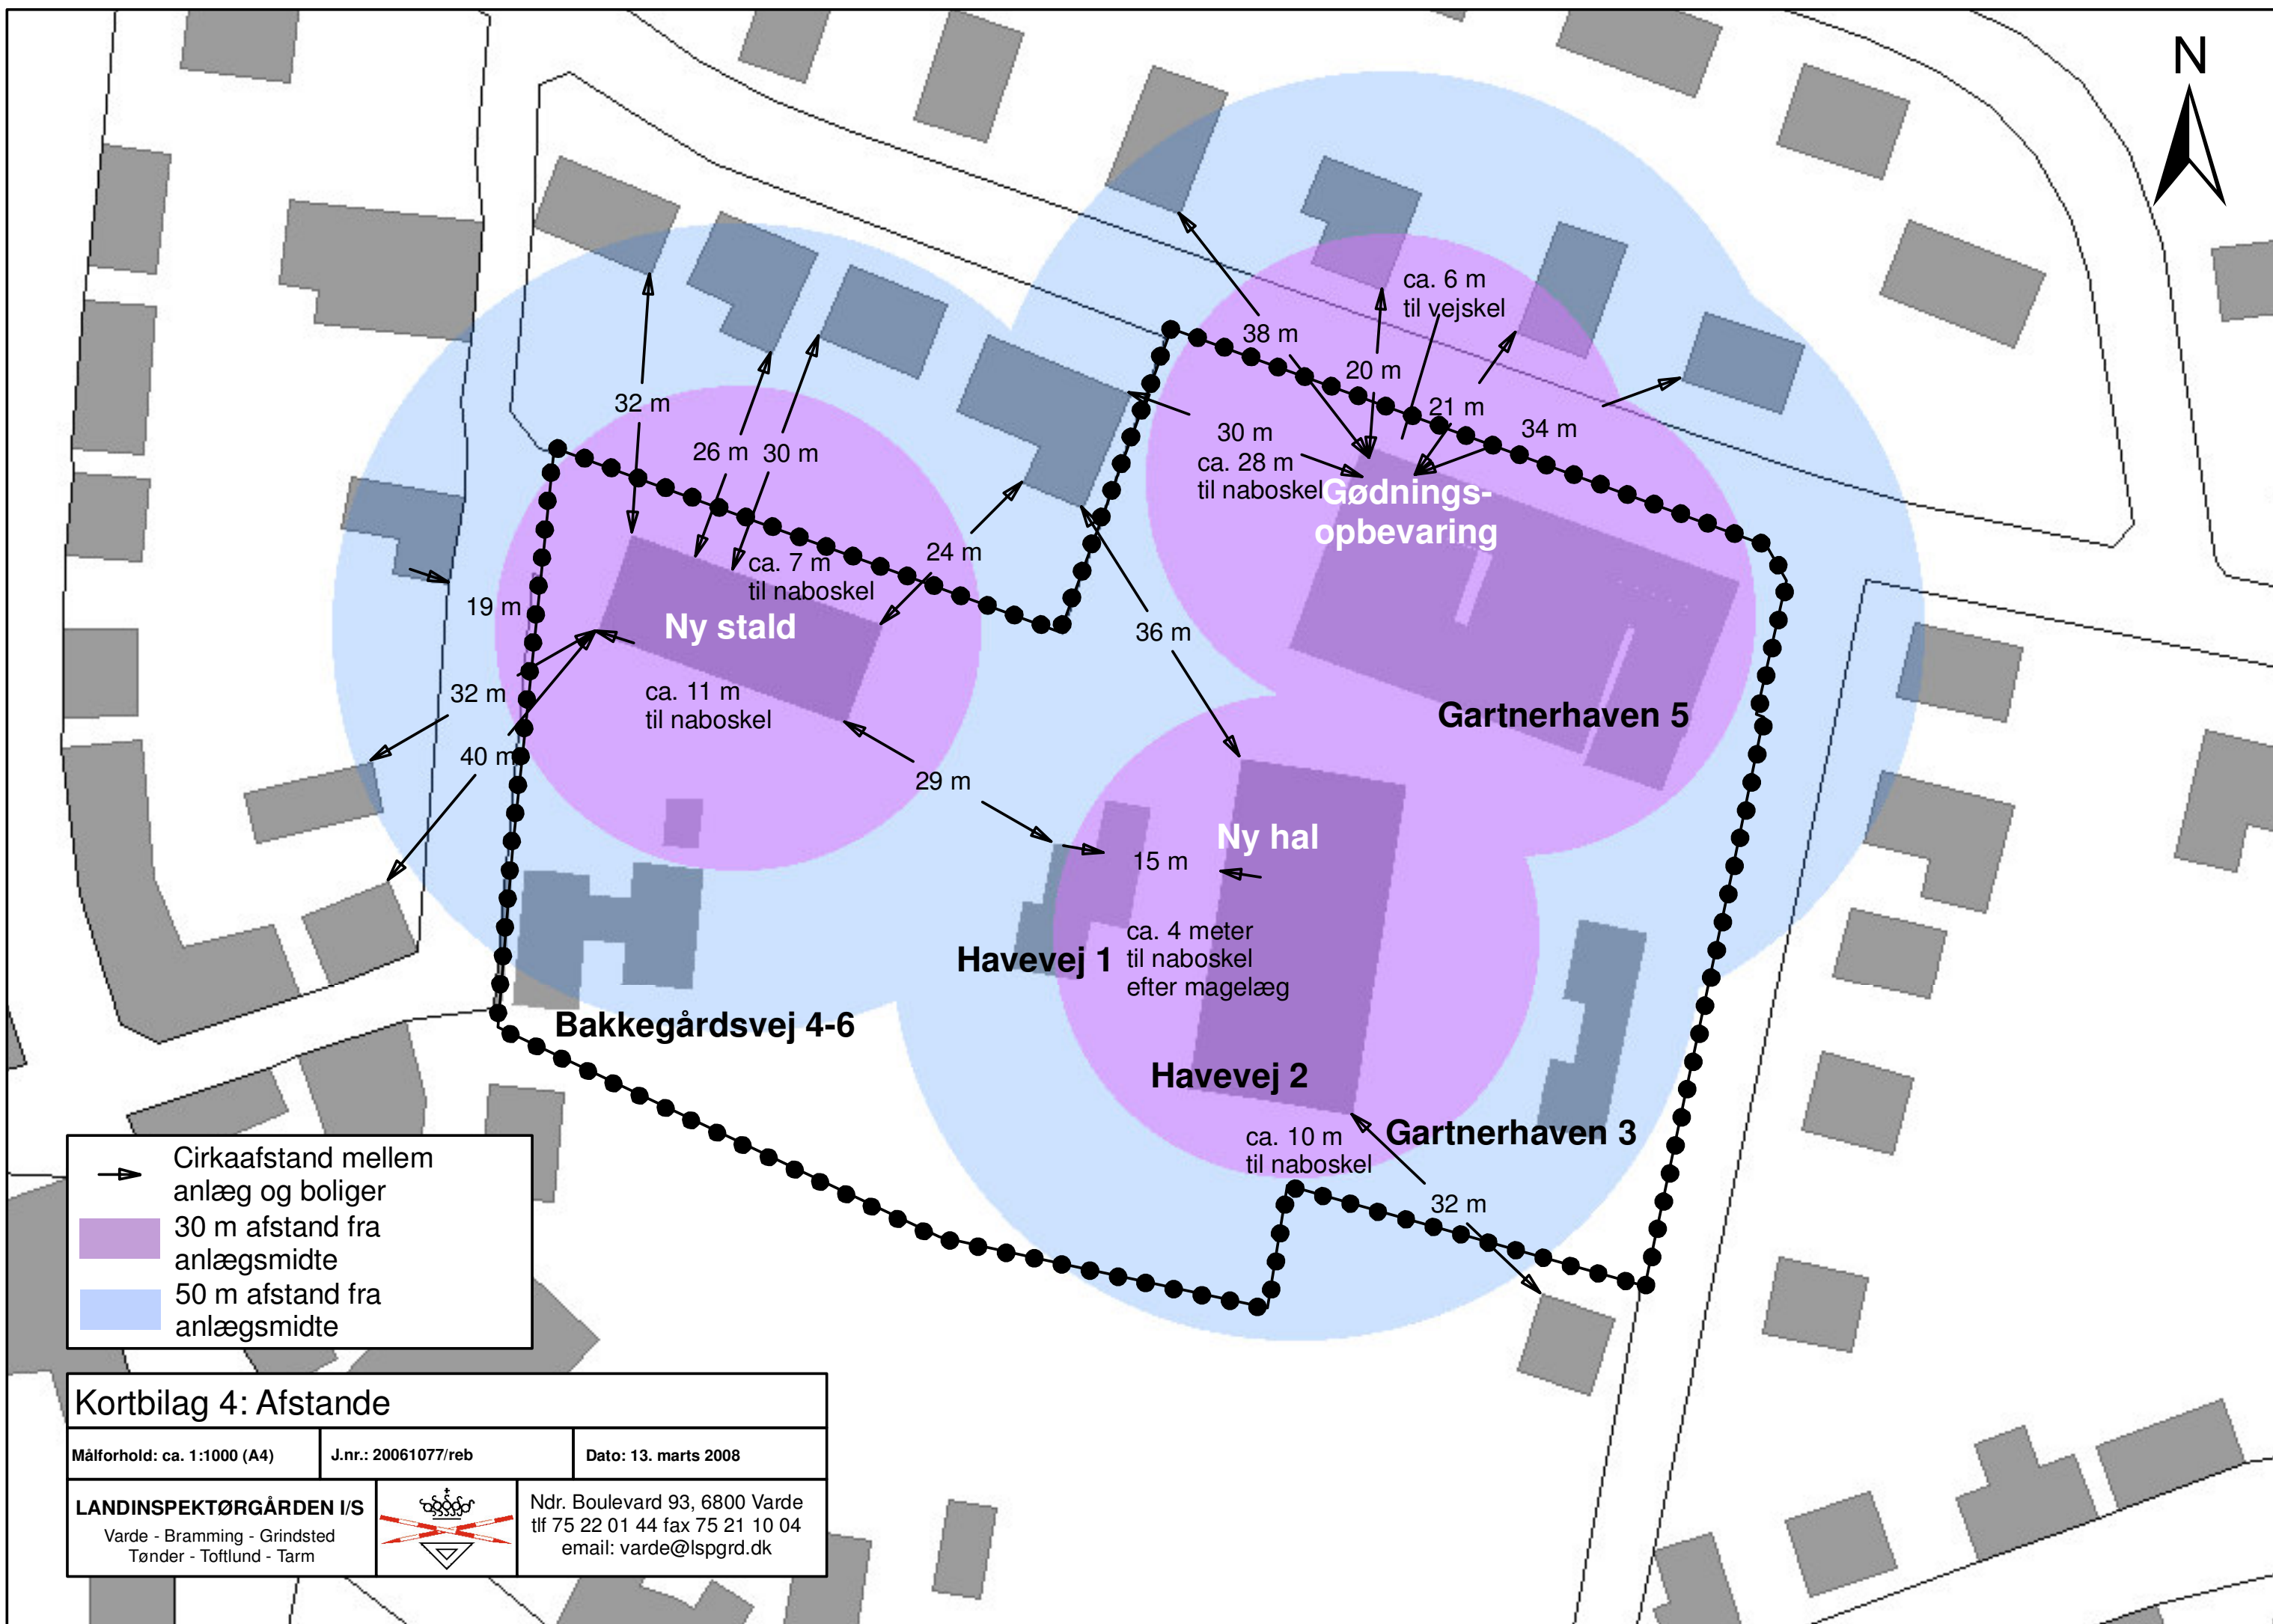 N
ca. 6 m
til vejskel
38 m
20 m
21 m
34 m
30 m
ca. 28 m
til naboskel
Gødnings-
opbevaring
32 m
26 m
30 m
24 m
ca. 7 m
til naboskel
19 m
Ny stald
36 m
32 m
ca. 11 m
til naboskel
Gartnerhaven 5
40 m
29 m
Ny hal
15 m
ca. 4 meter
til naboskel
efter magelæg
Havevej 1
Bakkegårdsvej 4-6
Havevej 2
ca. 10 m
til naboskel
Gartnerhaven 3
32 m
Cirkaafstand mellem
anlæg og boliger
30 m afstand fra
anlægsmidte
50 m afstand fra
anlægsmidte
Kortbilag 4: Afstande
Målforhold: ca. 1:1000 (A4)
J.nr.: 20061077/reb
Dato: 13. marts 2008
LANDINSPEKTØRGÅRDEN I/S
Varde - Bramming - Grindsted
Tønder - Toftlund - Tarm
Ndr. Boulevard 93, 6800 Varde
tlf 75 22 01 44 fax 75 21 10 04
email: varde@lspgrd.dk